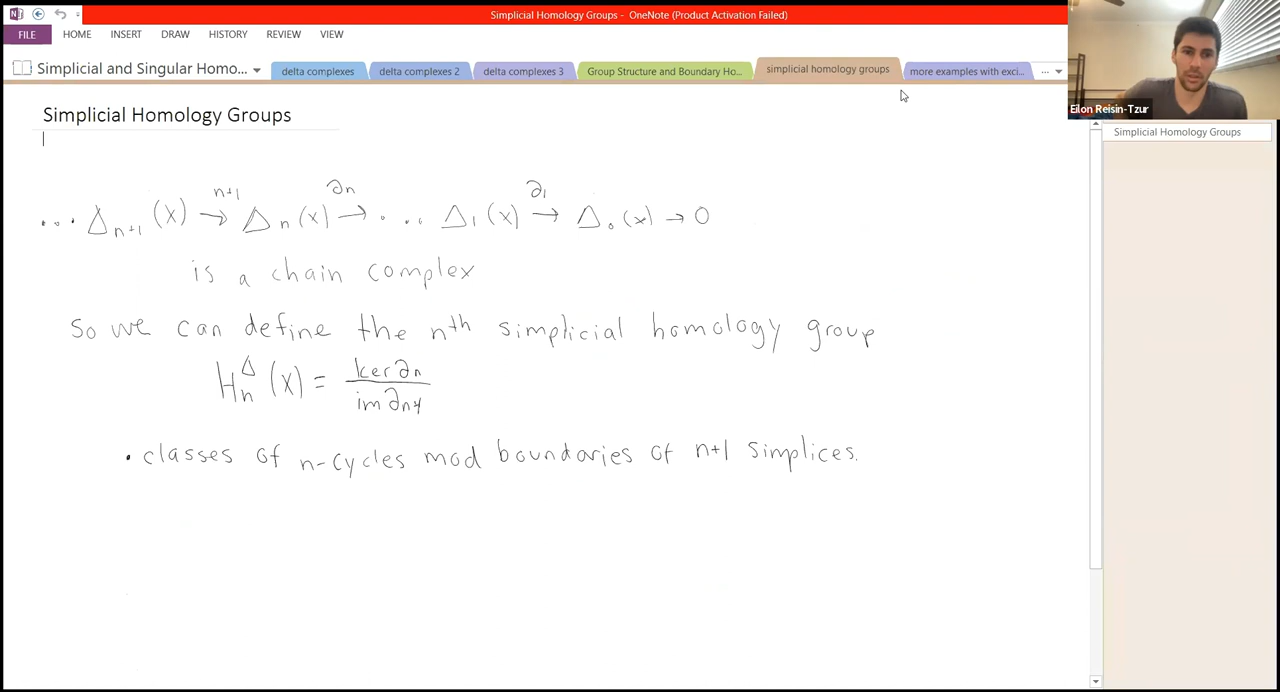 Simplicial Homology Groups - OneNote (Product Activation Failed)
FILE HOME INSERT DRAW HISTORY REVIEW VIEW
Simplicial and Singular Homo... delta complexes delta complexes 2 delta complexes 3 Group Structure and Boundary Ho... simplicial homology groups more examples with exci... ...
Eilon Reisin-Tzur
Simplicial Homology Groups
Simplicial Homology Groups
... Δₙ₊₁(X) →ⁿ⁺¹ Δₙ(X) →^∂n ... Δ₁(X) →^∂1 Δ₀(X) → 0
is a chain complex
So we can define the nth simplicial homology group
Hₙ^Δ(X) = ker ∂n / im ∂n+1
• classes of n-cycles mod boundaries of n+1 simplices.